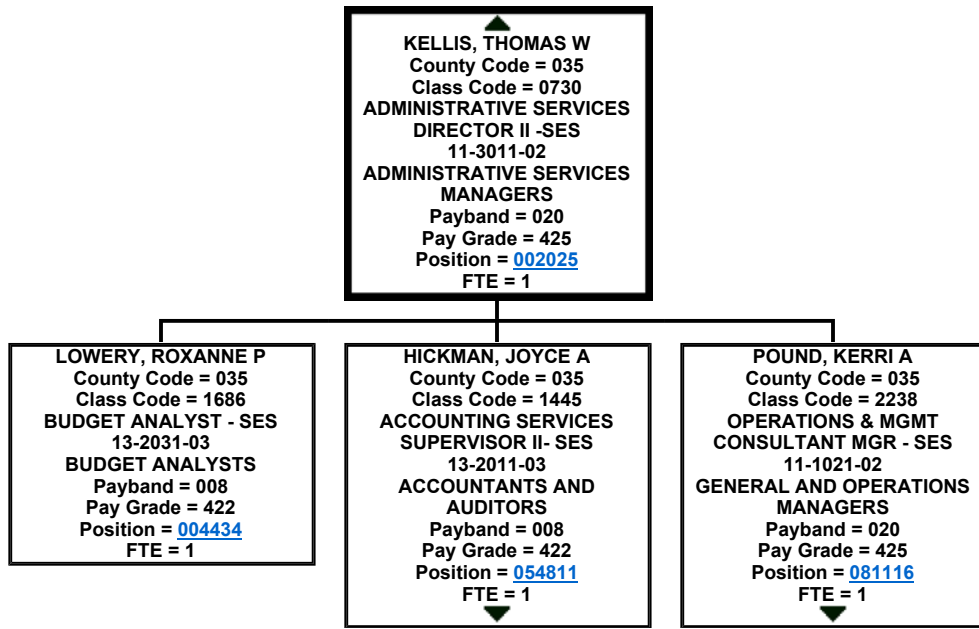 KELLIS, THOMAS W
County Code = 035
Class Code = 0730
ADMINISTRATIVE SERVICES
DIRECTOR II -SES
11-3011-02
ADMINISTRATIVE SERVICES
MANAGERS
Payband = 020
Pay Grade = 425
Position = 002025
FTE = 1
LOWERY, ROXANNE P
County Code = 035
Class Code = 1686
BUDGET ANALYST - SES
13-2031-03
BUDGET ANALYSTS
Payband = 008
Pay Grade = 422
Position = 004434
FTE = 1
HICKMAN, JOYCE A
County Code = 035
Class Code = 1445
ACCOUNTING SERVICES
SUPERVISOR II- SES
13-2011-03
ACCOUNTANTS AND
AUDITORS
Payband = 008
Pay Grade = 422
Position = 054811
FTE = 1
POUND, KERRI A
County Code = 035
Class Code = 2238
OPERATIONS & MGMT
CONSULTANT MGR - SES
11-1021-02
GENERAL AND OPERATIONS
MANAGERS
Payband = 020
Pay Grade = 425
Position = 081116
FTE = 1